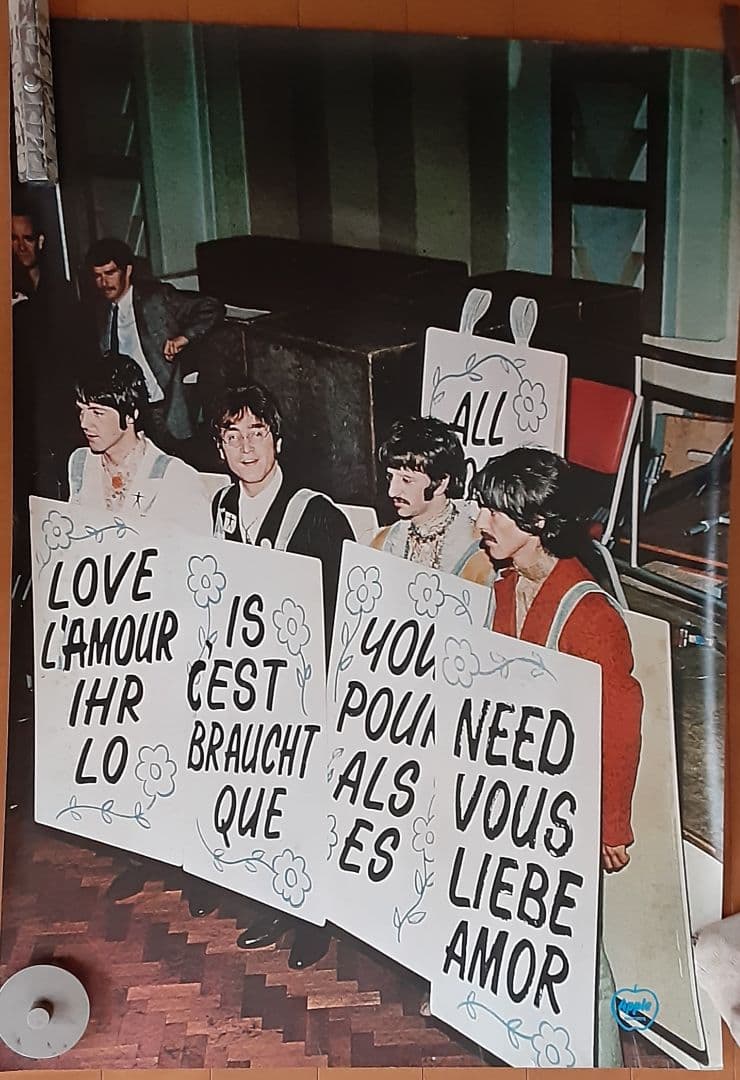 ALL
LOVE
L'AMOUR
IHR
LO
IS
C'EST
BRAUCHT
QUE
YOU
POUR
ALS
ES
NEED
VOUS
LIEBE
AMOR
Apple